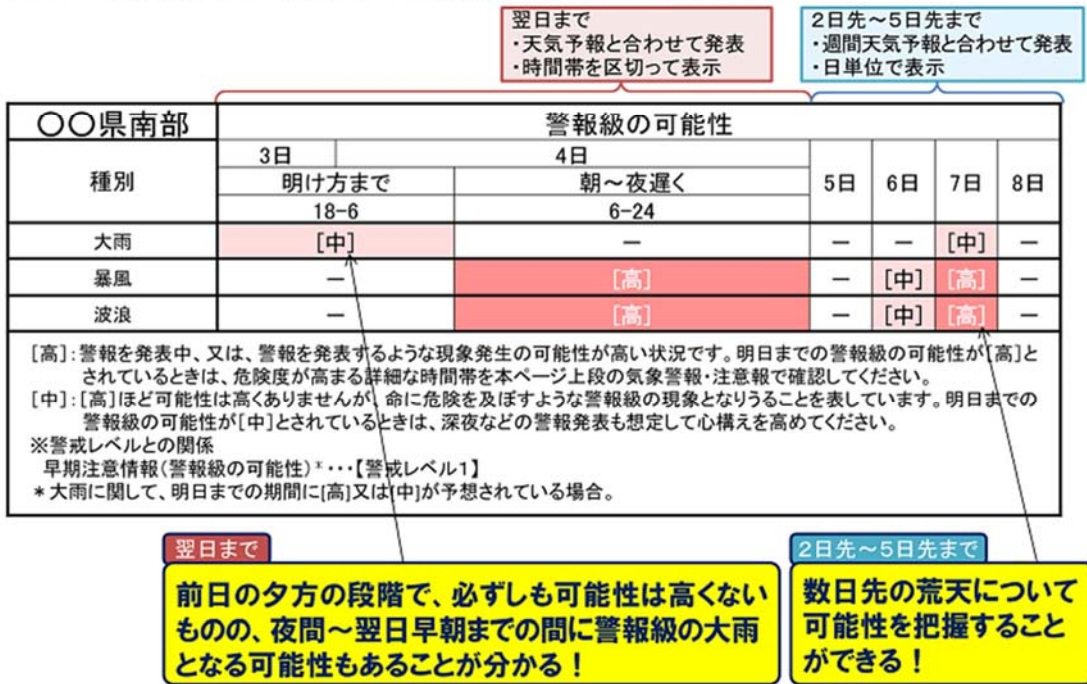 翌日まで
・天気予報と合わせて発表
・時間帯を区切って表示
2日先～5日先まで
・週間天気予報と合わせて発表
・日単位で表示
〇〇県南部 警報級の可能性
種別 3日 4日 5日 6日 7日 8日
明け方まで 朝～夜遅く
18-6 6-24
大雨 [中] － － － [中] －
暴風 － [高] － [中] [高] －
波浪 － [高] － [中] [高] －
[高]：警報を発表中、又は、警報を発表するような現象発生の可能性が高い状況です。明日までの警報級の可能性が[高]と
されているときは、危険度が高まる詳細な時間帯を本ページ上段の気象警報・注意報で確認してください。
[中]：[高]ほど可能性は高くありませんが、命に危険を及ぼすような警報級の現象となりうることを表しています。明日までの
警報級の可能性が[中]とされているときは、深夜などの警報発表も想定して心構えを高めてください。
※警戒レベルとの関係
早期注意情報（警報級の可能性）*・・・【警戒レベル1】
＊大雨に関して、明日までの期間に[高]又は[中]が予想されている場合。
翌日まで
前日の夕方の段階で、必ずしも可能性は高くない
ものの、夜間～翌日早朝までの間に警報級の大雨
となる可能性もあることが分かる！
2日先～5日先まで
数日先の荒天について
可能性を把握すること
ができる！